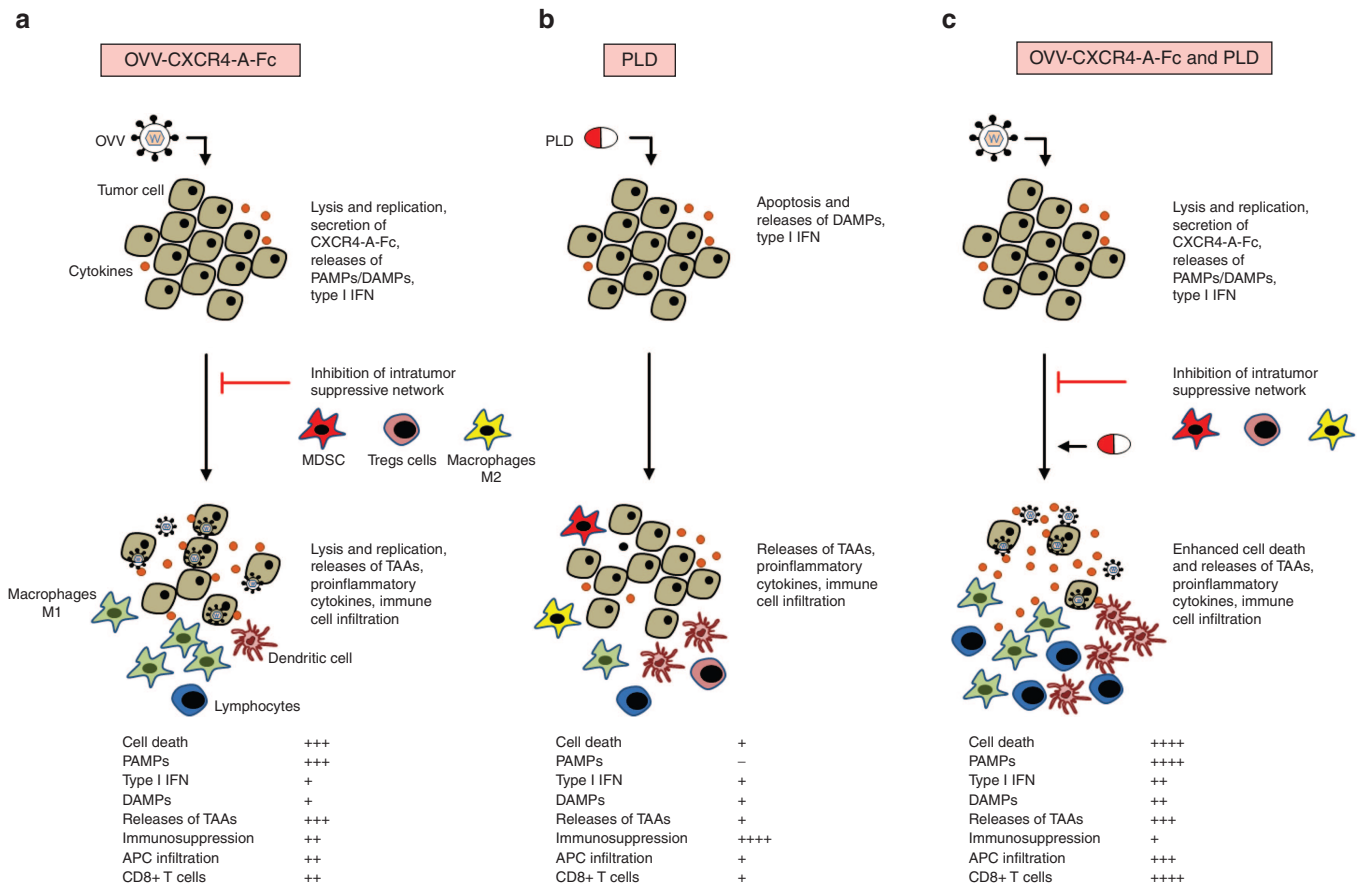 a
OVV-CXCR4-A-Fc
OVV
Tumor cell
Cytokines
Lysis and replication,
secretion of
CXCR4-A-Fc,
releases of
PAMPs/DAMPs,
type I IFN
Inhibition of intratumor
suppressive network
MDSC
Tregs cells
Macrophages
M2
Macrophages
M1
Lysis and replication,
releases of TAAs,
proinflammatory
cytokines, immune
cell infiltration
Dendritic cell
Lymphocytes
Cell death +++
PAMPs +++
Type I IFN +
DAMPs +
Releases of TAAs +++
Immunosuppression ++
APC infiltration ++
CD8+ T cells ++
b
PLD
PLD
Apoptosis and
releases of DAMPs,
type I IFN
Releases of TAAs,
proinflammatory
cytokines, immune
cell infiltration
Cell death +
PAMPs –
Type I IFN +
DAMPs +
Releases of TAAs +
Immunosuppression ++++
APC infiltration +
CD8+ T cells +
c
OVV-CXCR4-A-Fc and PLD
Lysis and replication,
secretion of
CXCR4-A-Fc,
releases of
PAMPs/DAMPs,
type I IFN
Inhibition of intratumor
suppressive network
Enhanced cell death
and releases of TAAs,
proinflammatory
cytokines, immune
cell infiltration
Cell death ++++
PAMPs ++++
Type I IFN ++
DAMPs ++
Releases of TAAs +++
Immunosuppression +
APC infiltration +++
CD8+ T cells ++++